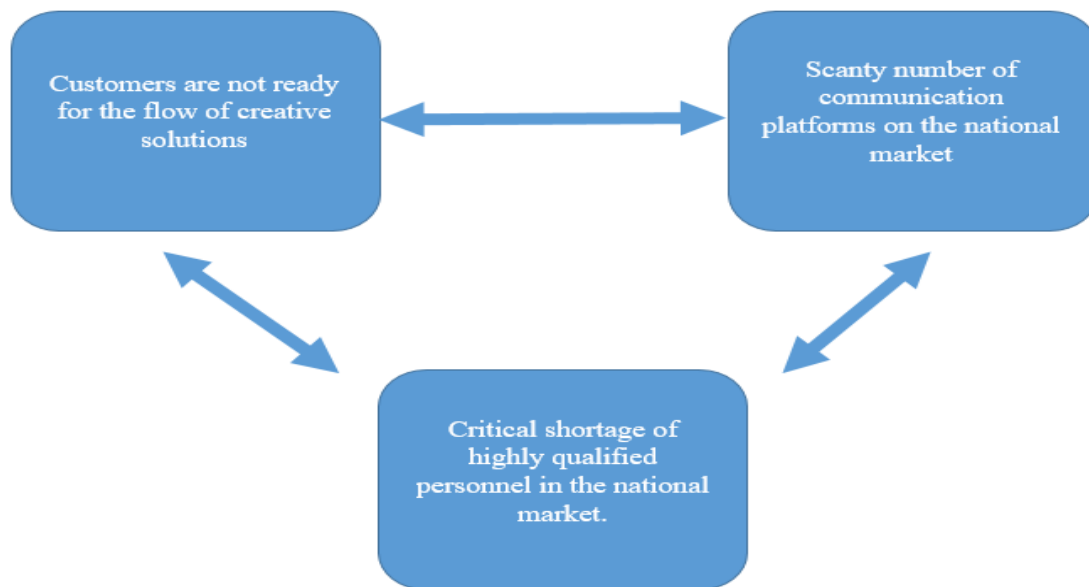 Customers are not ready
for the flow of creative
solutions
Scanty number of
communication
platforms on the national
market
Critical shortage of
highly qualified
personnel in the national
market.